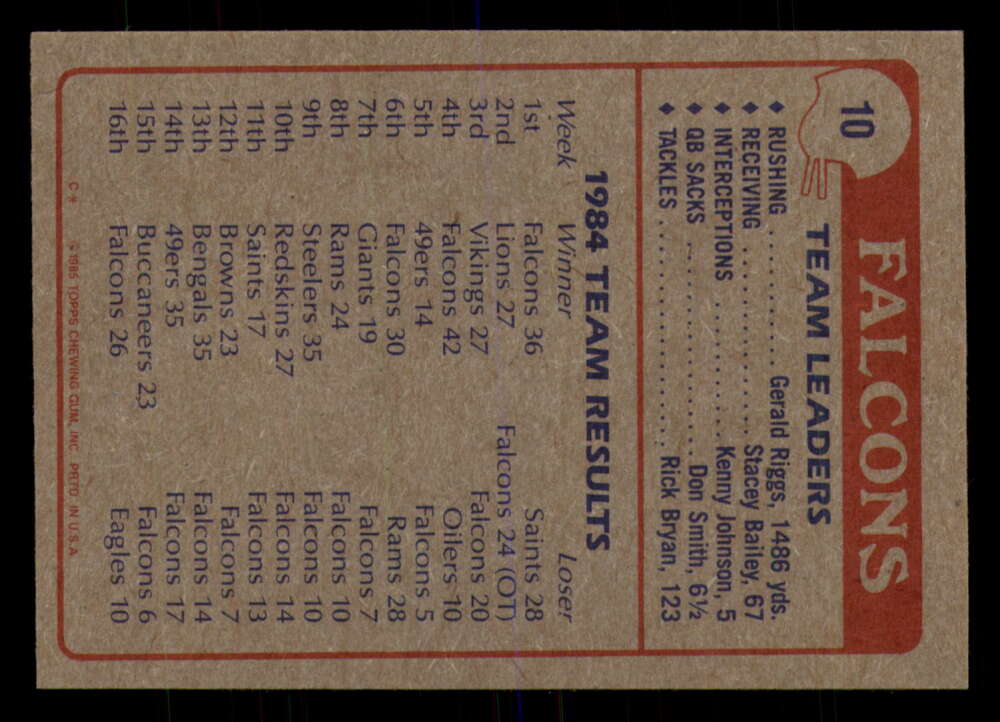 10
FALCONS
TEAM LEADERS
♦ RUSHING .......... Gerald Riggs, 1486 yds.
♦ RECEIVING .............. Stacey Bailey, 67
♦ INTERCEPTIONS ........... Kenny Johnson, 5
♦ QB SACKS .................. Don Smith, 6½
♦ TACKLES .................. Rick Bryan, 123
1984 TEAM RESULTS
Week Winner Loser
1st Falcons 36 Saints 28
2nd Lions 27 Falcons 24 (OT)
3rd Vikings 27 Falcons 20
4th Falcons 42 Oilers 10
5th 49ers 14 Falcons 5
6th Falcons 30 Rams 28
7th Giants 19 Falcons 7
8th Rams 24 Falcons 10
9th Steelers 35 Falcons 10
10th Redskins 27 Falcons 14
11th Saints 17 Falcons 13
12th Browns 23 Falcons 7
13th Bengals 35 Falcons 14
14th 49ers 35 Falcons 17
15th Buccaneers 23 Falcons 6
16th Falcons 26 Eagles 10
C* ©1985 TOPPS CHEWING GUM, INC. PRTD. IN U.S.A.